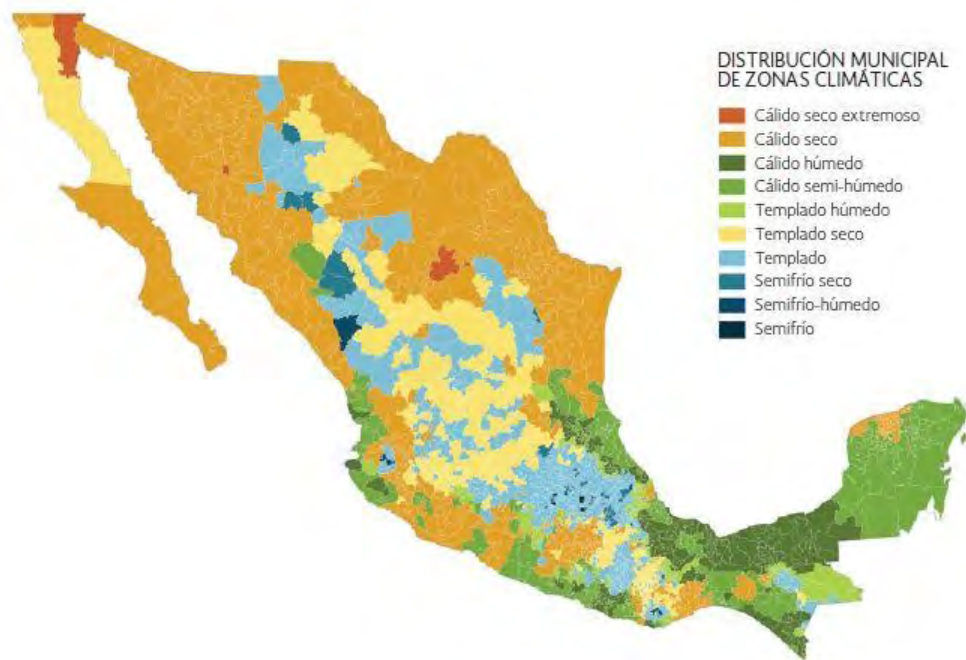 DISTRIBUCIÓN MUNICIPAL
DE ZONAS CLIMÁTICAS
Cálido seco extremoso
Cálido seco
Cálido húmedo
Cálido semi-húmedo
Templado húmedo
Templado seco
Templado
Semifrío seco
Semifrío-húmedo
Semifrío